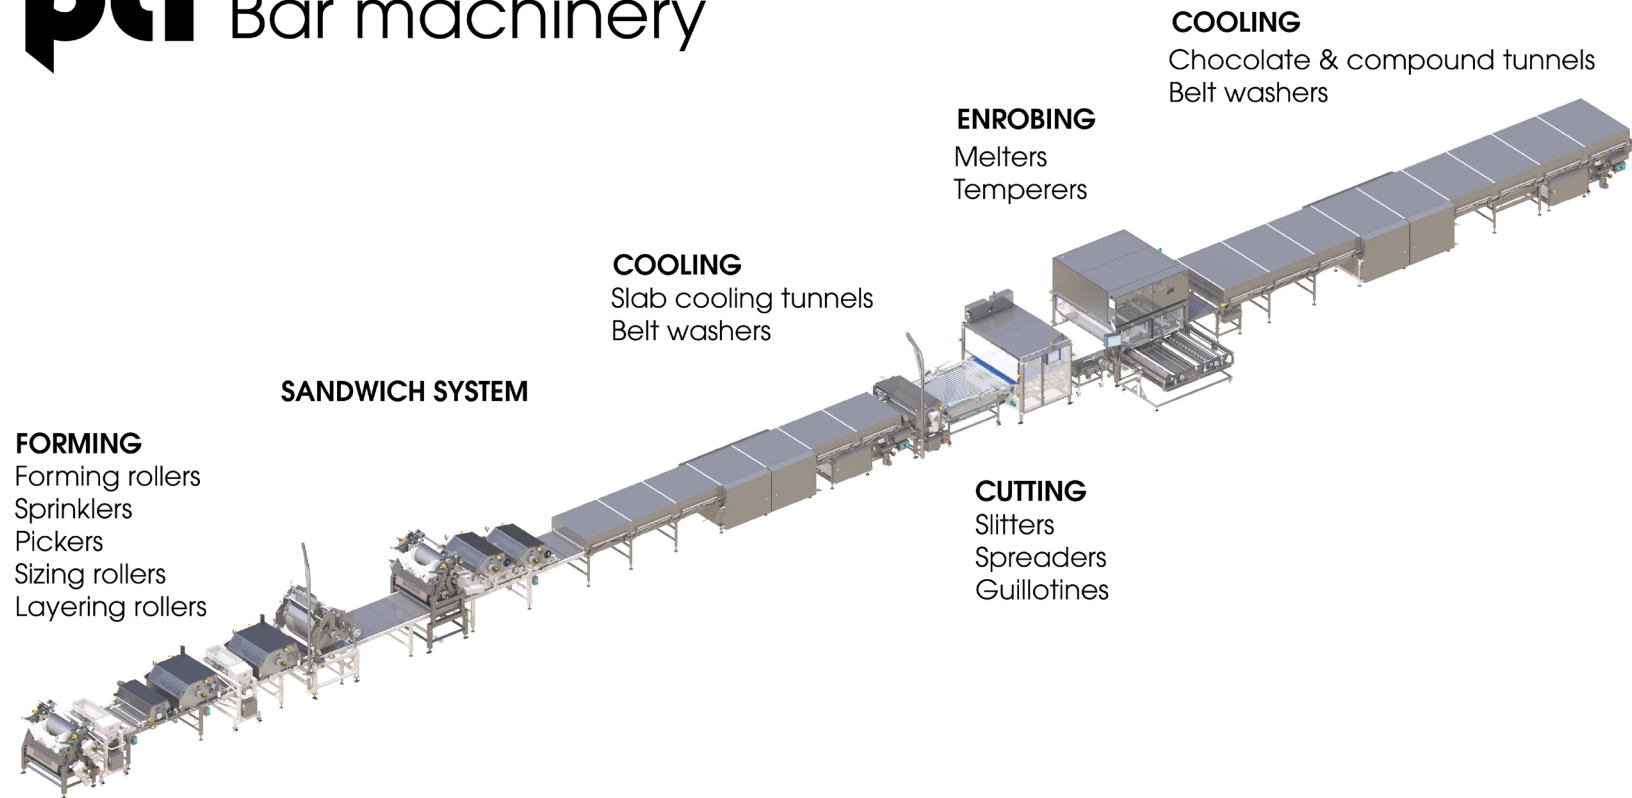 Bar machinery
COOLING
Chocolate & compound tunnels
Belt washers
ENROBING
Melters
Temperers
COOLING
Slab cooling tunnels
Belt washers
SANDWICH SYSTEM
FORMING
Forming rollers
Sprinklers
Pickers
Sizing rollers
Layering rollers
CUTTING
Slitters
Spreaders
Guillotines